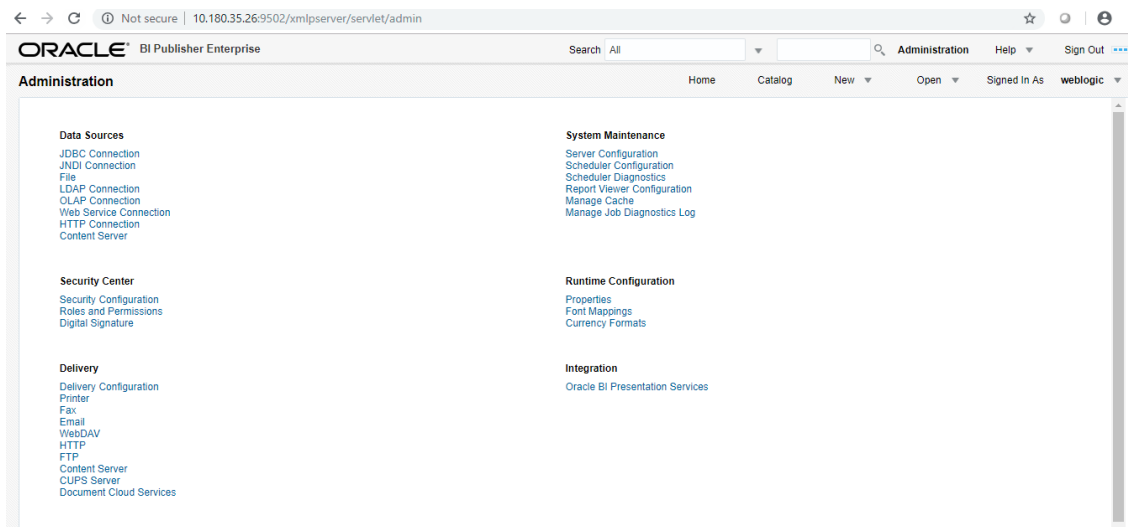 Not secure | 10.180.35.26:9502/xmlpserver/servlet/admin
ORACLE® BI Publisher Enterprise Search All Administration Help Sign Out
Administration Home Catalog New Open Signed In As weblogic
Data Sources
JDBC Connection
JNDI Connection
File
LDAP Connection
OLAP Connection
Web Service Connection
HTTP Connection
Content Server
System Maintenance
Server Configuration
Scheduler Configuration
Scheduler Diagnostics
Report Viewer Configuration
Manage Cache
Manage Job Diagnostics Log
Security Center
Security Configuration
Roles and Permissions
Digital Signature
Runtime Configuration
Properties
Font Mappings
Currency Formats
Delivery
Delivery Configuration
Printer
Fax
Email
WebDAV
HTTP
FTP
Content Server
CUPS Server
Document Cloud Services
Integration
Oracle BI Presentation Services